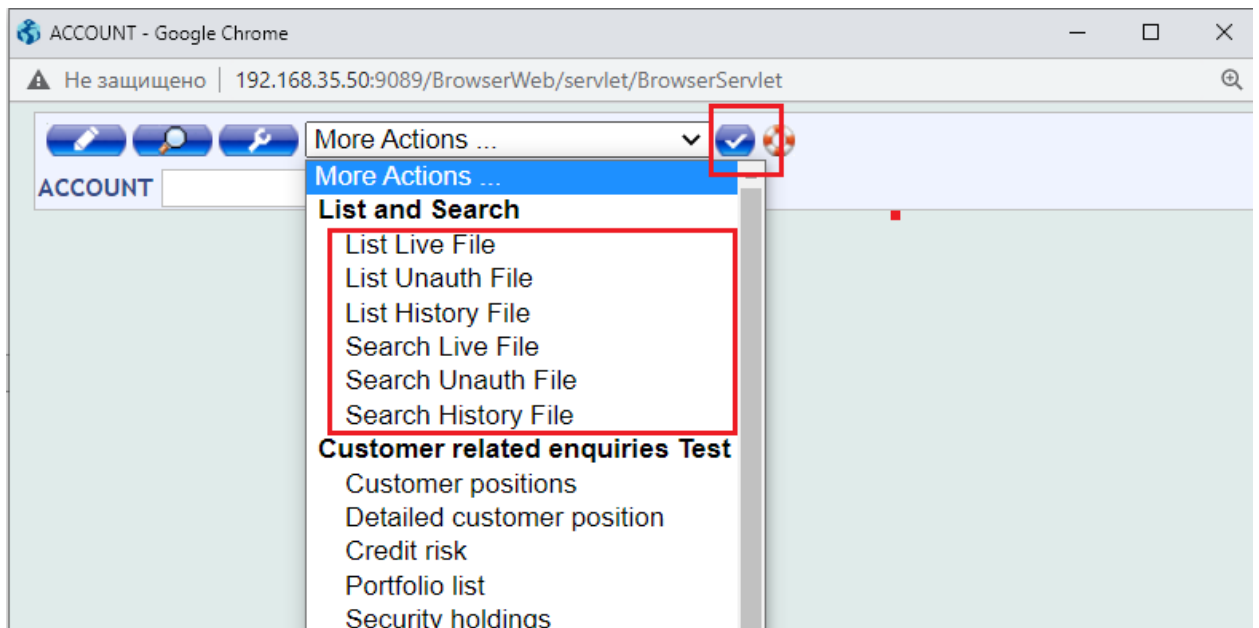 ACCOUNT - Google Chrome
Не защищено | 192.168.35.50:9089/BrowserWeb/servlet/BrowserServlet
More Actions ...
ACCOUNT
More Actions ...
List and Search
List Live File
List Unauth File
List History File
Search Live File
Search Unauth File
Search History File
Customer related enquiries Test
Customer positions
Detailed customer position
Credit risk
Portfolio list
Security holdings